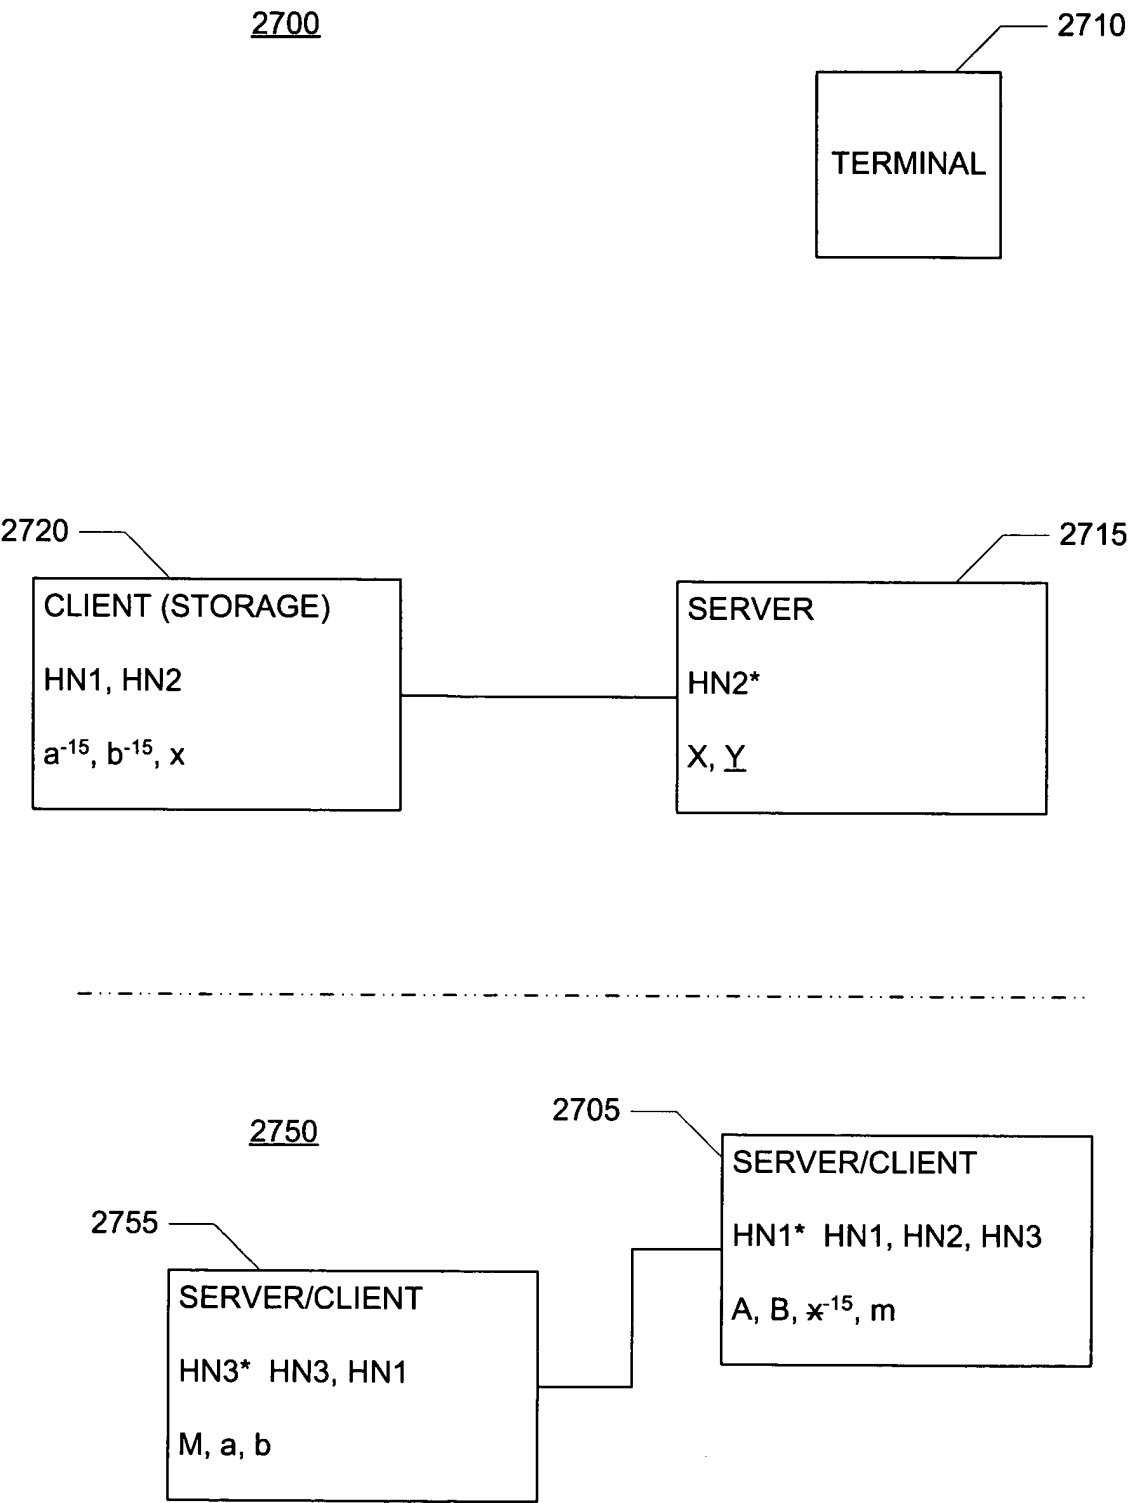 2700
2710
TERMINAL
2720
2715
CLIENT (STORAGE)
HN1, HN2
a⁻¹⁵, b⁻¹⁵, x
SERVER
HN2*
X, Y
2750
2705
SERVER/CLIENT
HN1* HN1, HN2, HN3
A, B, x⁻¹⁵, m
2755
SERVER/CLIENT
HN3* HN3, HN1
M, a, b